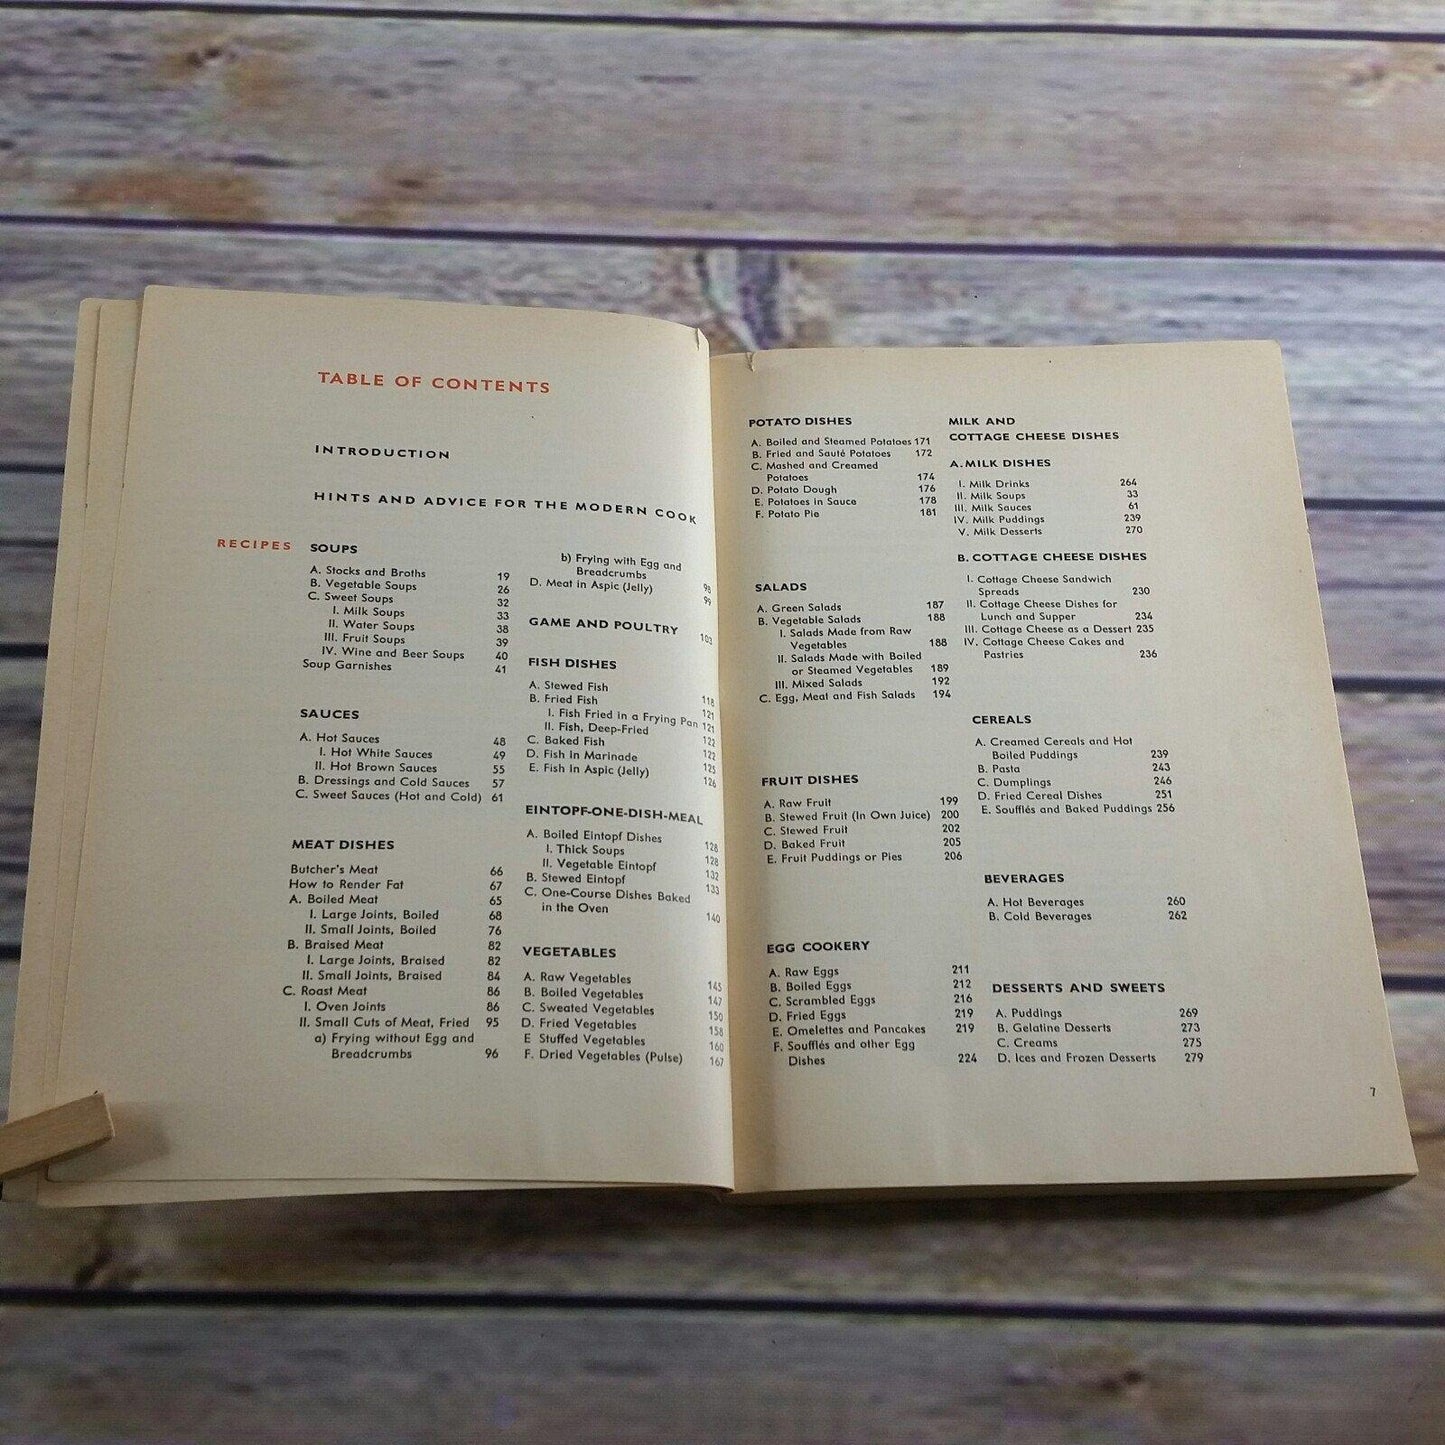 TABLE OF CONTENTS
INTRODUCTION
HINTS AND ADVICE FOR THE MODERN COOK
RECIPES
SOUPS
A. Stocks and Broths 19
B. Vegetable Soups 26
C. Sweet Soups 32
I. Milk Soups 33
II. Water Soups 38
III. Fruit Soups 39
IV. Wine and Beer Soups 40
Soup Garnishes 41
SAUCES
A. Hot Sauces 48
I. Hot White Sauces 49
II. Hot Brown Sauces 55
B. Dressings and Cold Sauces 57
C. Sweet Sauces (Hot and Cold) 61
MEAT DISHES
Butcher's Meat 66
How to Render Fat 67
A. Boiled Meat 65
I. Large Joints, Boiled 68
II. Small Joints, Boiled 76
B. Braised Meat 82
I. Large Joints, Braised 82
II. Small Joints, Braised 84
C. Roast Meat 86
I. Oven Joints 86
II. Small Cuts of Meat, Fried 95
a) Frying without Egg and
Breadcrumbs 96
b) Frying with Egg and
Breadcrumbs 98
D. Meat in Aspic (Jelly) 99
GAME AND POULTRY 103
FISH DISHES
A. Stewed Fish 118
B. Fried Fish 121
I. Fish Fried in a Frying Pan 121
II. Fish, Deep-Fried 122
C. Baked Fish 122
D. Fish In Marinade 125
E. Fish In Aspic (Jelly) 126
EINTOPF-ONE-DISH-MEAL
A. Boiled Eintopf Dishes 128
I. Thick Soups 128
II. Vegetable Eintopf 132
B. Stewed Eintopf 133
C. One-Course Dishes Baked
in the Oven 140
VEGETABLES
A. Raw Vegetables 145
B. Boiled Vegetables 147
C. Sweated Vegetables 150
D. Fried Vegetables 158
E Stuffed Vegetables 160
F. Dried Vegetables (Pulse) 167
POTATO DISHES
A. Boiled and Steamed Potatoes 171
B. Fried and Sauté Potatoes 172
C. Mashed and Creamed
Potatoes 174
D. Potato Dough 176
E. Potatoes in Sauce 178
F. Potato Pie 181
SALADS
A. Green Salads 187
B. Vegetable Salads 188
I. Salads Made from Raw
Vegetables 188
II. Salads Made with Boiled
or Steamed Vegetables 189
III. Mixed Salads 192
C. Egg, Meat and Fish Salads 194
FRUIT DISHES
A. Raw Fruit 199
B. Stewed Fruit (In Own Juice) 200
C. Stewed Fruit 202
D. Baked Fruit 205
E. Fruit Puddings or Pies 206
EGG COOKERY
A. Raw Eggs 211
B. Boiled Eggs 212
C. Scrambled Eggs 216
D. Fried Eggs 219
E. Omelettes and Pancakes 219
F. Soufflés and other Egg
Dishes 224
MILK AND
COTTAGE CHEESE DISHES
A. MILK DISHES
I. Milk Drinks 264
II. Milk Soups 33
III. Milk Sauces 61
IV. Milk Puddings 239
V. Milk Desserts 270
B. COTTAGE CHEESE DISHES
I. Cottage Cheese Sandwich
Spreads 230
II. Cottage Cheese Dishes for
Lunch and Supper 234
III. Cottage Cheese as a Dessert 235
IV. Cottage Cheese Cakes and
Pastries 236
CEREALS
A. Creamed Cereals and Hot
Boiled Puddings 239
B. Pasta 243
C. Dumplings 246
D. Fried Cereal Dishes 251
E. Soufflés and Baked Puddings 256
BEVERAGES
A. Hot Beverages 260
B. Cold Beverages 262
DESSERTS AND SWEETS
A. Puddings 269
B. Gelatine Desserts 273
C. Creams 275
D. Ices and Frozen Desserts 279
7